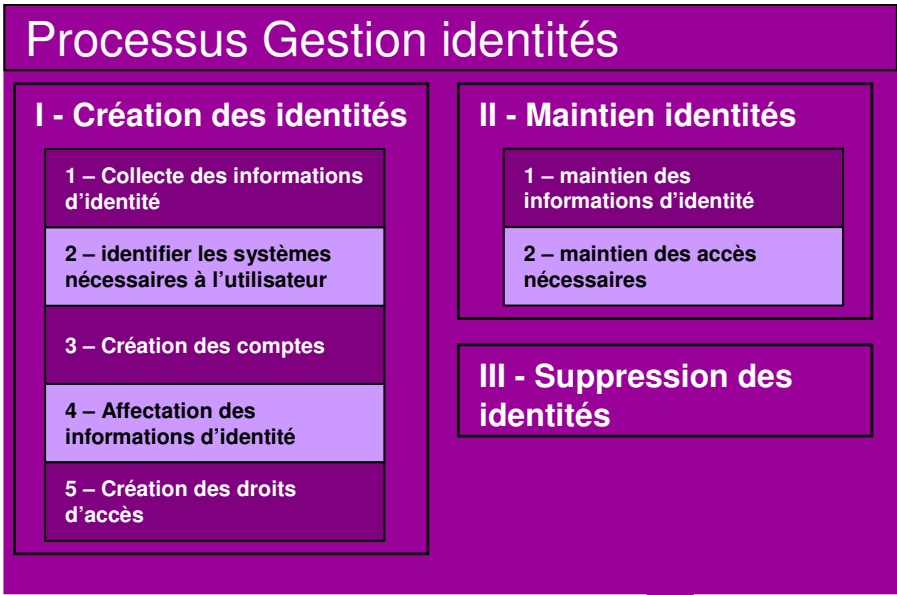 Processus Gestion identités
I - Création des identités
1 – Collecte des informations
d’identité
2 – identifier les systèmes
nécessaires à l’utilisateur
3 – Création des comptes
4 – Affectation des
informations d’identité
5 – Création des droits
d’accès
II - Maintien identités
1 – maintien des
informations d’identité
2 – maintien des accès
nécessaires
III - Suppression des
identités